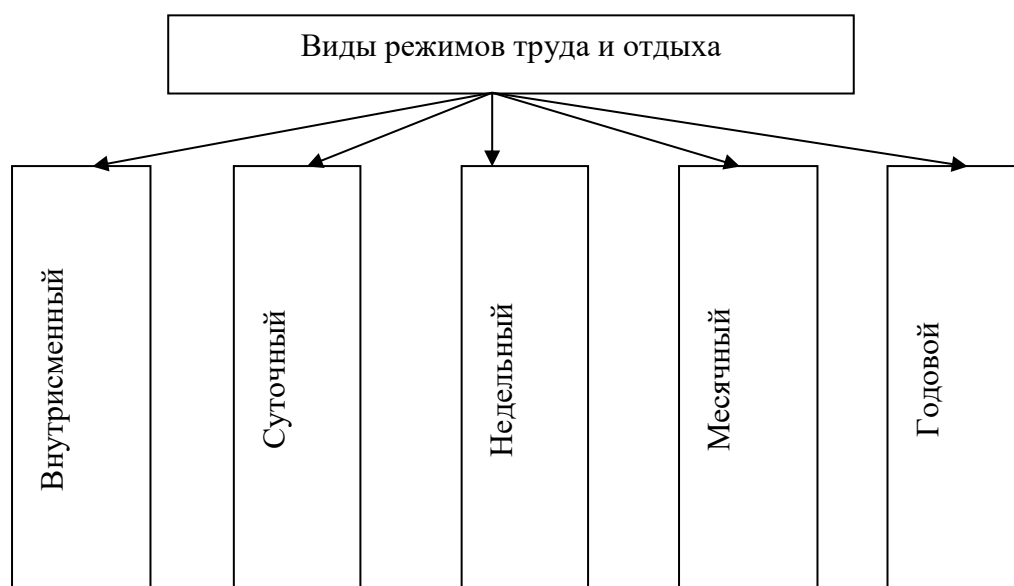 Виды режимов труда и отдыха
Внутрисменный
Суточный
Недельный
Месячный
Годовой